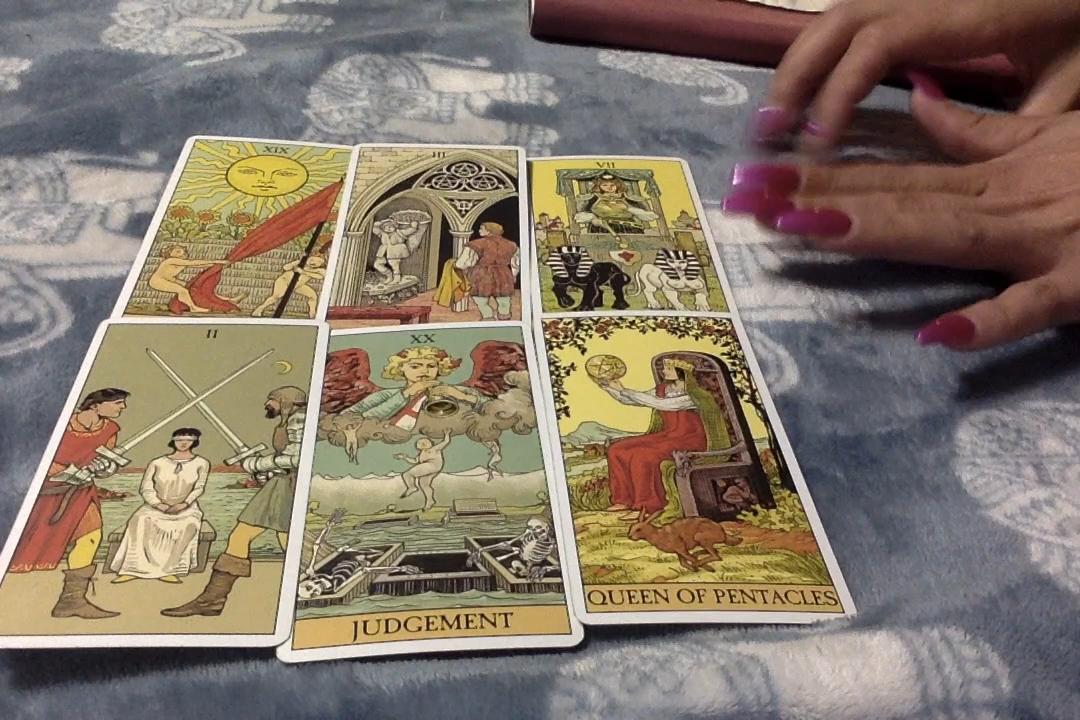 XIX
III
VII
II
XX
JUDGEMENT
QUEEN OF PENTACLES